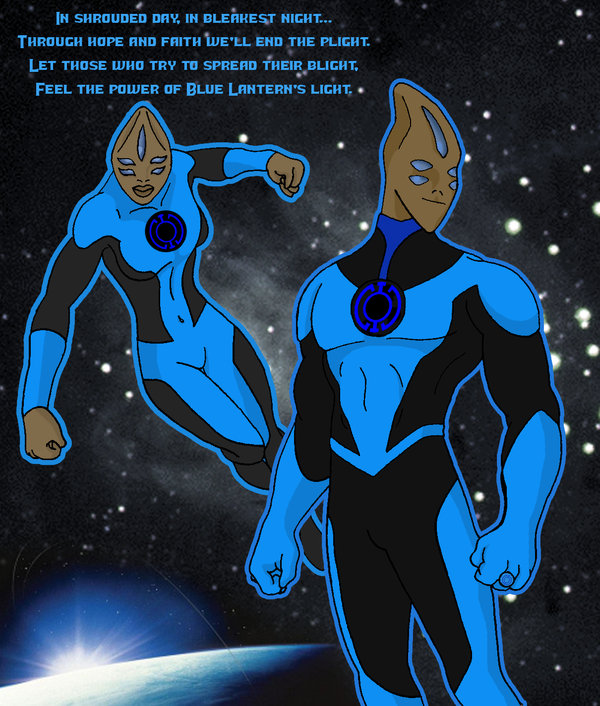 In shrouded day, in bleakest night...
Through hope and faith we'll end the plight.
Let those who try to spread their blight,
Feel the power of Blue Lantern's light.